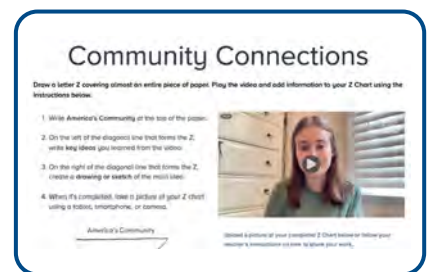 Community Connections
Draw a letter Z covering almost an entire piece of paper. Play the video and add information to your Z Chart using the
instructions below.
1. Write America's Community at the top of the paper.
2. On the left of the diagonal line that forms the Z,
write key ideas you learned from the video.
3. On the right of the diagonal line that forms the Z,
create a drawing or sketch of the main idea.
4. When it's completed, take a picture of your Z chart
using a tablet, smartphone, or camera.
America's Community
Upload a picture of your completed Z Chart below or follow your
teacher's instructions on how to share your work.